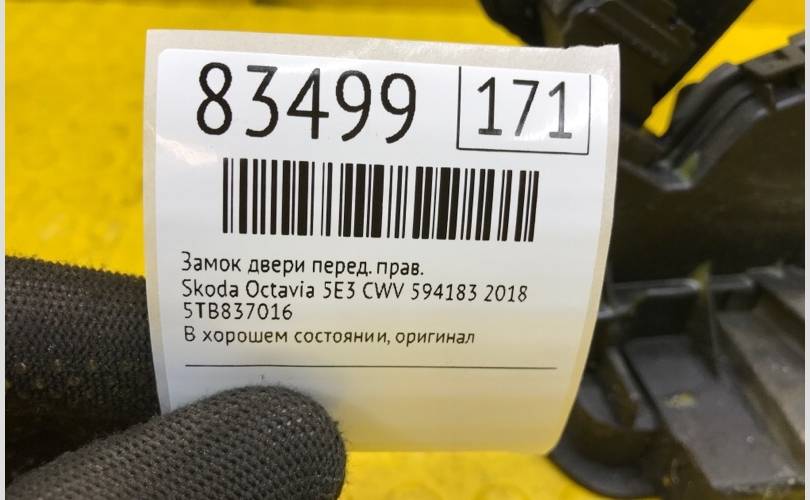 83499 171
Замок двери перед. прав.
Skoda Octavia 5E3 CWV 594183 2018
5TB837016
В хорошем состоянии, оригинал